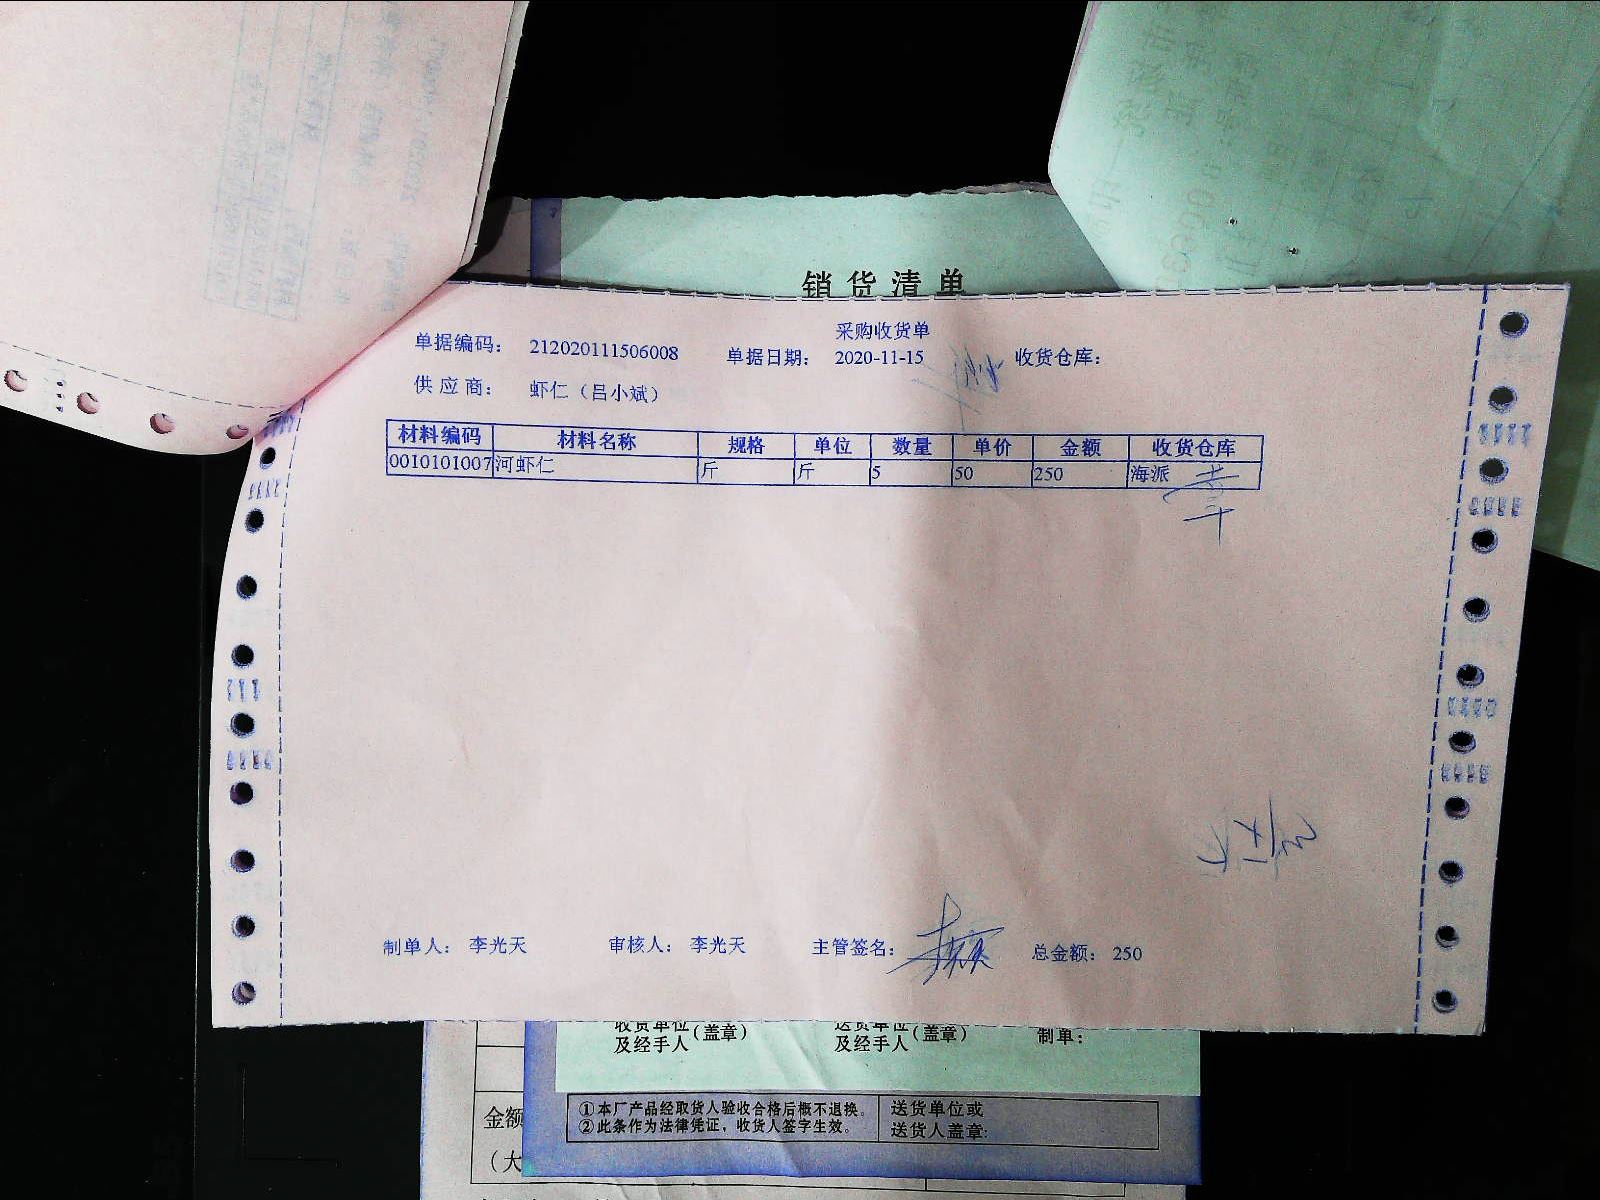 销货清单
采购收货单
单据编码： 212020111506008 单据日期： 2020-11-15 收货仓库：
供应商： 虾仁（吕小斌）
材料编码 材料名称 规格 单位 数量 单价 金额 收货仓库
0010101007 河虾仁 斤 斤 5 50 250 海派
制单人： 李光天 审核人： 李光天 主管签名： 总金额： 250
收货单位 (盖章) 送货单位 (盖章) 制单：
及经手人 及经手人
①本厂产品经取货人验收合格后概不退换。 送货单位或
②此条作为法律凭证，收货人签字生效。 送货人盖章:
金额
（大